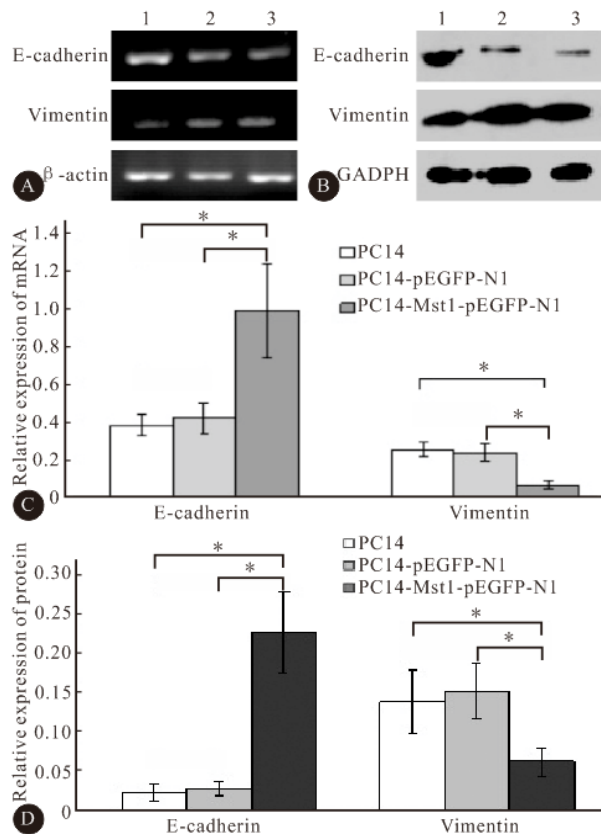 1 2 3
E-cadherin
Vimentin
β-actin
A
1 2 3
E-cadherin
Vimentin
GADPH
B
Relative expression of mRNA
1.4
1.2
1.0
0.8
0.6
0.4
0.2
0
*
*
*
*
PC14
PC14-pEGFP-N1
PC14-Mst1-pEGFP-N1
E-cadherin Vimentin
C
Relative expression of protein
0.30
0.25
0.20
0.15
0.10
0.05
0
*
*
*
*
PC14
PC14-pEGFP-N1
PC14-Mst1-pEGFP-N1
E-cadherin Vimentin
D